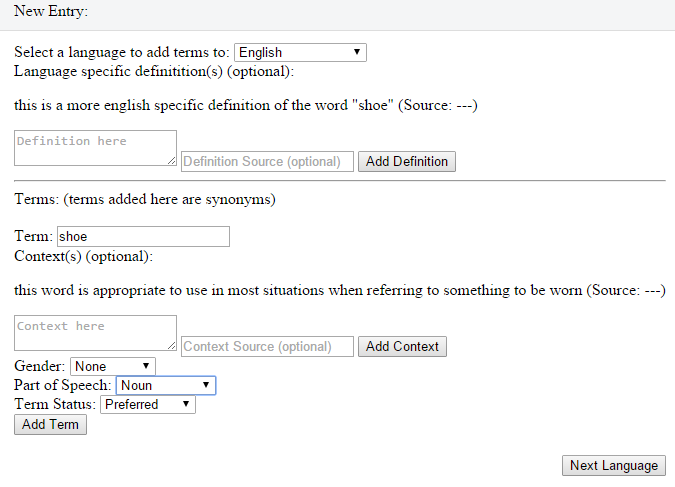 New Entry:
Select a language to add terms to: English
Language specific definitition(s) (optional):
this is a more english specific definition of the word "shoe" (Source: ---)
Definition here
Definition Source (optional) Add Definition
Terms: (terms added here are synonyms)
Term: shoe
Context(s) (optional):
this word is appropriate to use in most situations when referring to something to be worn (Source: ---)
Context here
Context Source (optional) Add Context
Gender: None
Part of Speech: Noun
Term Status: Preferred
Add Term
Next Language